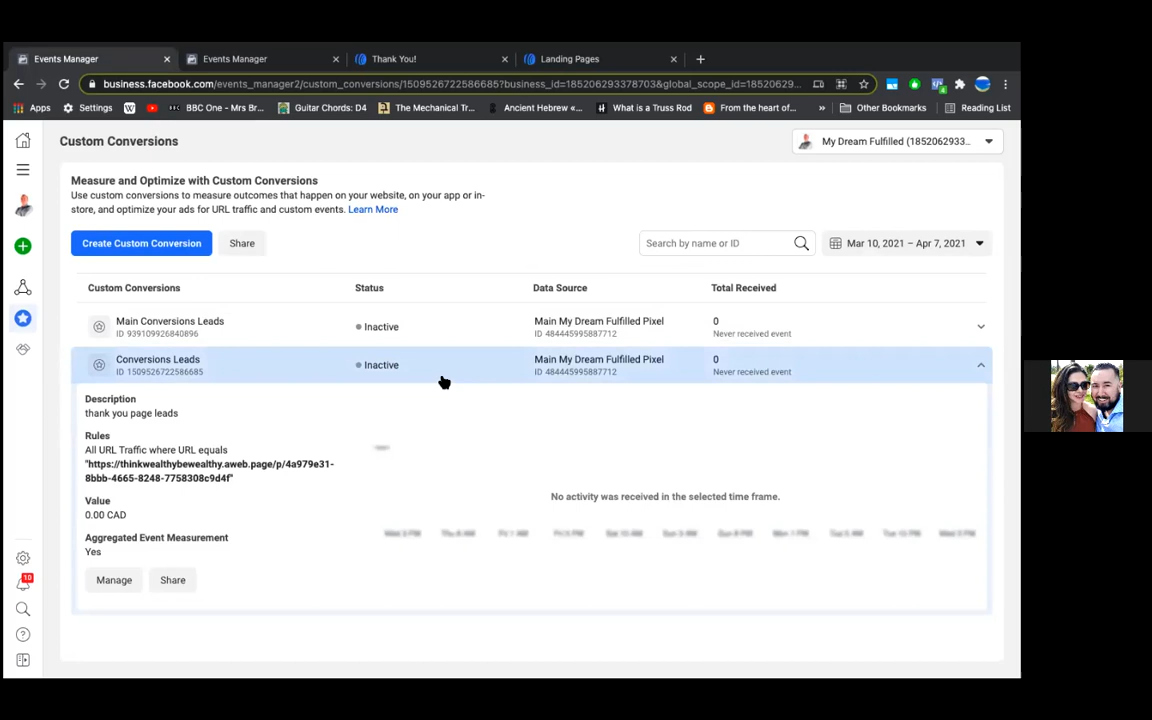 Events Manager
Events Manager
Thank You!
Landing Pages
business.facebook.com/events_manager2/custom_conversions/1509526722586685?business_id=185206293378703&global_scope_id=18520629...
Apps
Settings
BBC One - Mrs Br...
Guitar Chords: D4
The Mechanical Tr...
Ancient Hebrew «...
What is a Truss Rod
From the heart of...
»
Other Bookmarks
Reading List
Custom Conversions
My Dream Fulfilled (1852062933...
Measure and Optimize with Custom Conversions
Use custom conversions to measure outcomes that happen on your website, on your app or in-
store, and optimize your ads for URL traffic and custom events. Learn More
Create Custom Conversion
Share
Search by name or ID
Mar 10, 2021 – Apr 7, 2021
Custom Conversions
Status
Data Source
Total Received
Main Conversions Leads
ID 939109926840896
Inactive
Main My Dream Fulfilled Pixel
ID 484445995887712
0
Never received event
Conversions Leads
ID 1509526722586685
Inactive
Main My Dream Fulfilled Pixel
ID 484445995887712
0
Never received event
Description
thank you page leads
Rules
All URL Traffic where URL equals
"https://thinkwealthybewealthy.aweb.page/p/4a979e31-
8bbb-4665-8248-7758308c9d4f"
No activity was received in the selected time frame.
Value
0.00 CAD
Aggregated Event Measurement
Yes
Manage
Share
10